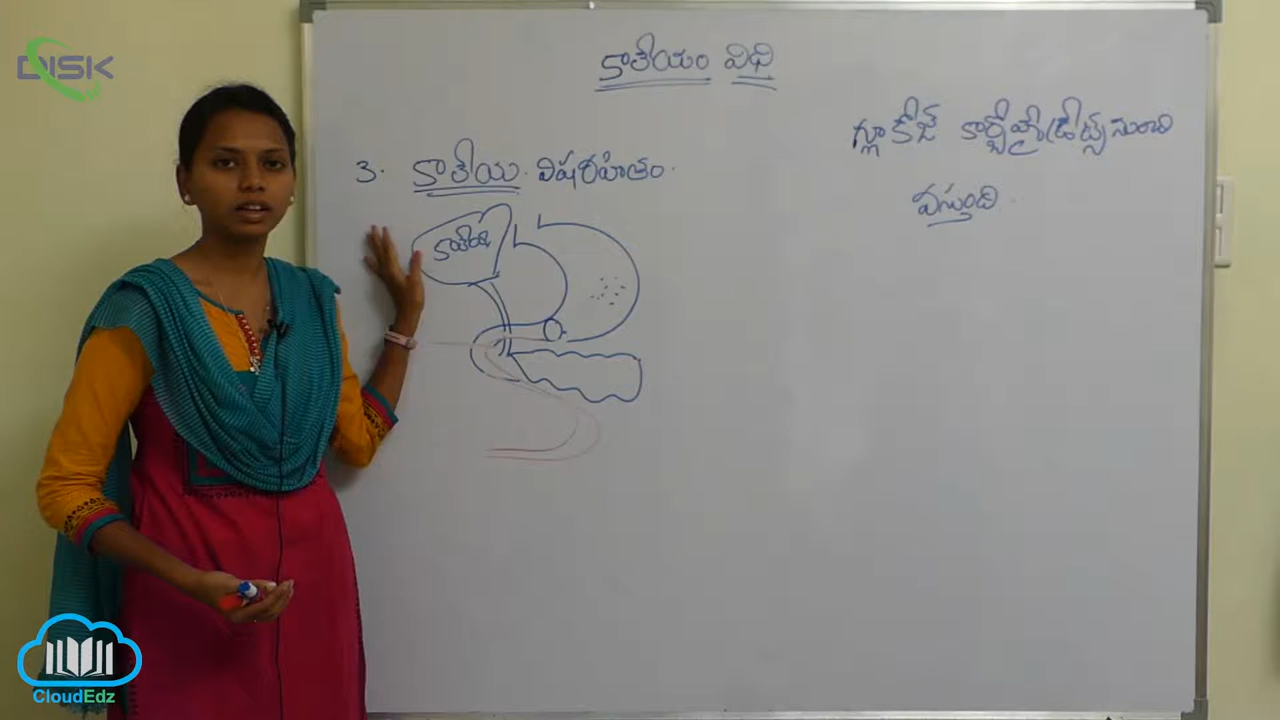 DISK
కాలేయం విధి
గ్లూకోజ్ కార్బోహైడ్రేట్స్ నుంచి
వస్తుంది.
3. కాలేయ విషరహితం.
కాలేయ
CloudEdz